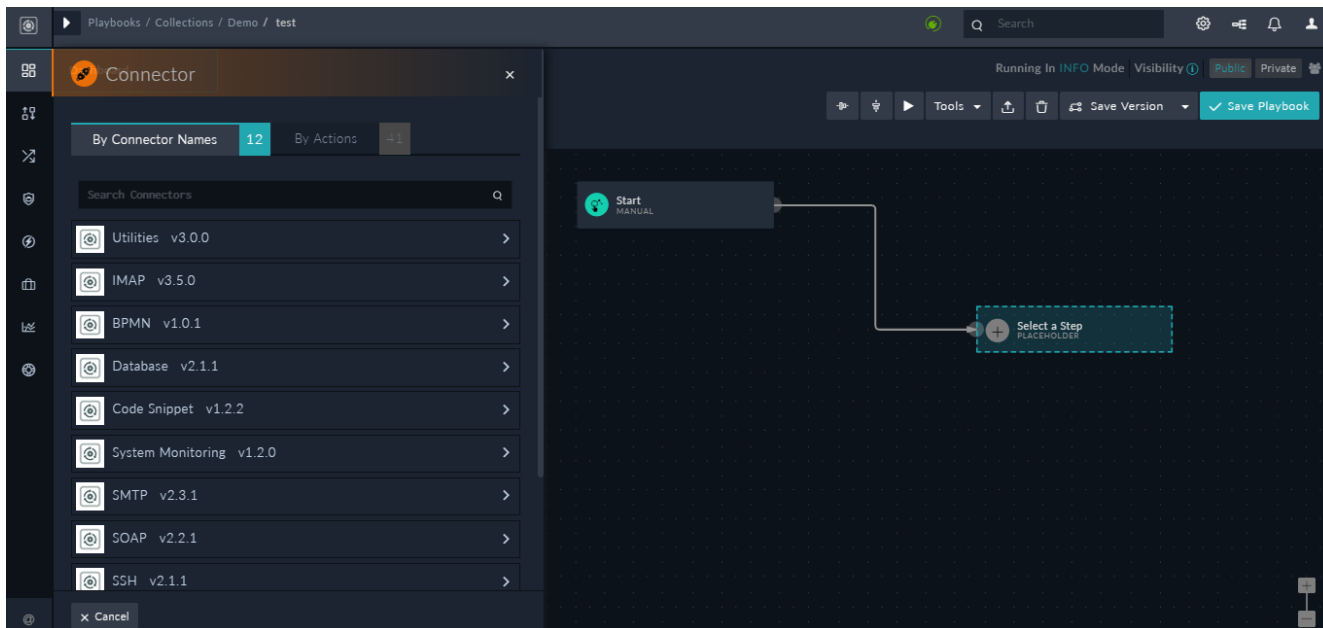 Playbooks / Collections / Demo / test
Search
Connector
Running In INFO Mode Visibility Public Private
Tools Save Version Save Playbook
By Connector Names 12 By Actions 41
Search Connectors
Utilities v3.0.0
IMAP v3.5.0
BPMN v1.0.1
Database v2.1.1
Code Snippet v1.2.2
System Monitoring v1.2.0
SMTP v2.3.1
SOAP v2.2.1
SSH v2.1.1
× Cancel
Start
MANUAL
Select a Step
PLACEHOLDER